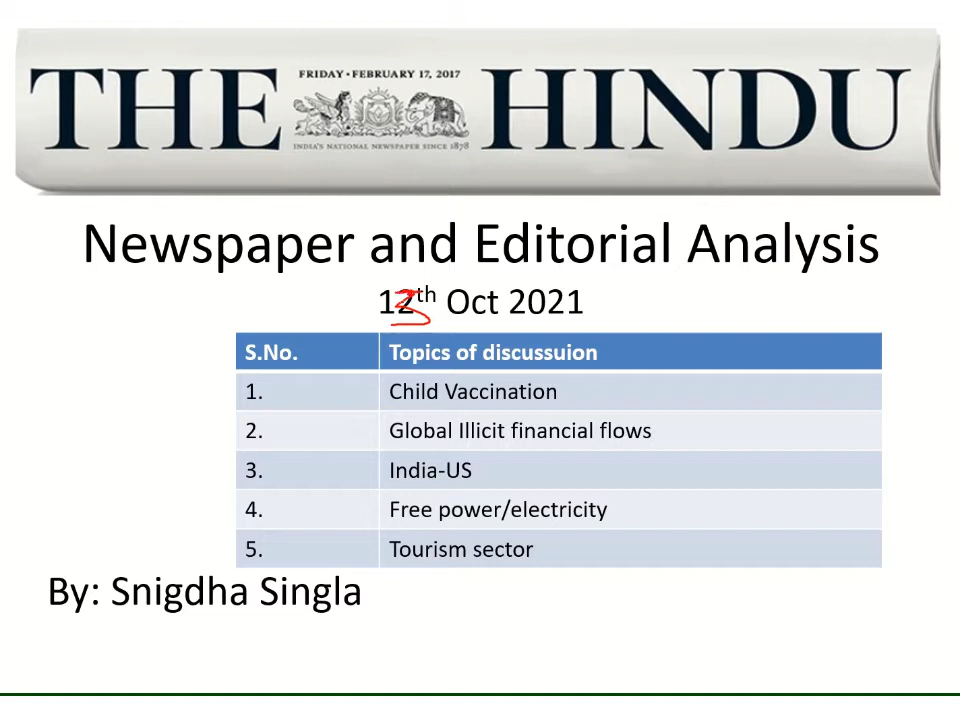 FRIDAY • FEBRUARY 17, 2017
THE HINDU
INDIA'S NATIONAL NEWSPAPER SINCE 1878
Newspaper and Editorial Analysis
12th Oct 2021
3
S.No. Topics of discussuion
1. Child Vaccination
2. Global Illicit financial flows
3. India-US
4. Free power/electricity
5. Tourism sector
By: Snigdha Singla